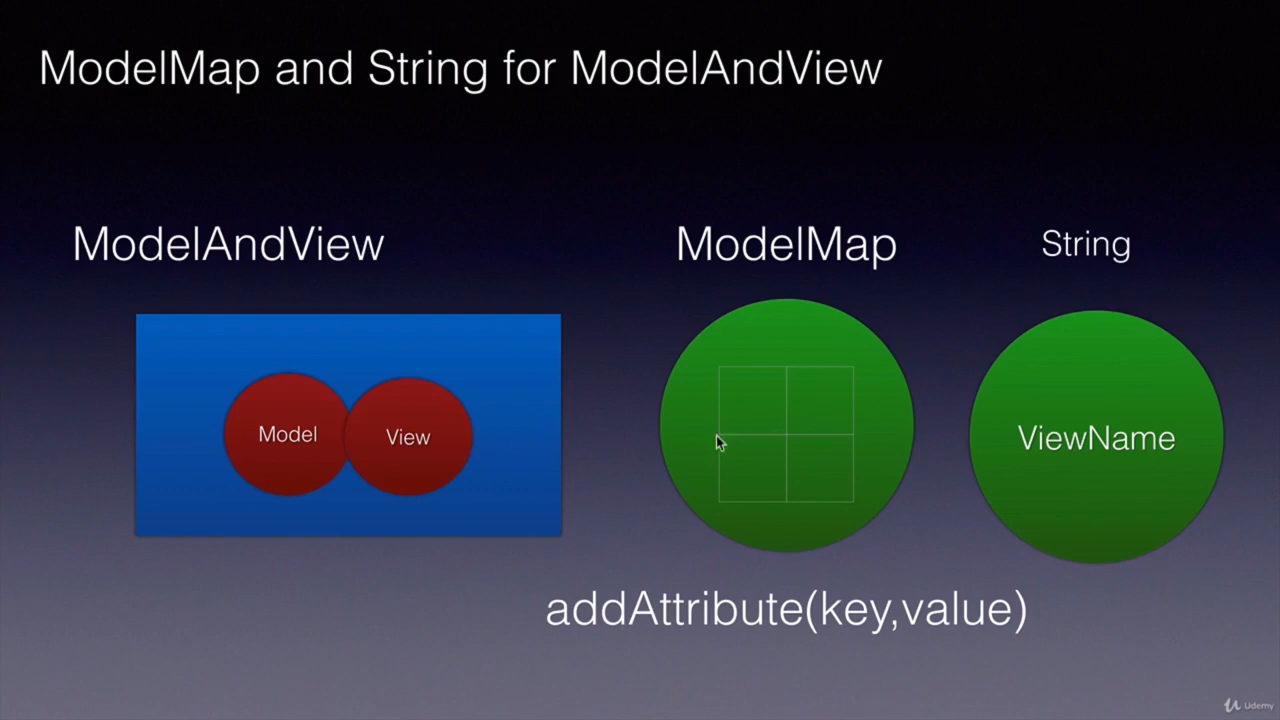 ModelMap and String for ModelAndView
ModelAndView
ModelMap
String
Model
View
ViewName
addAttribute(key,value)
Udemy